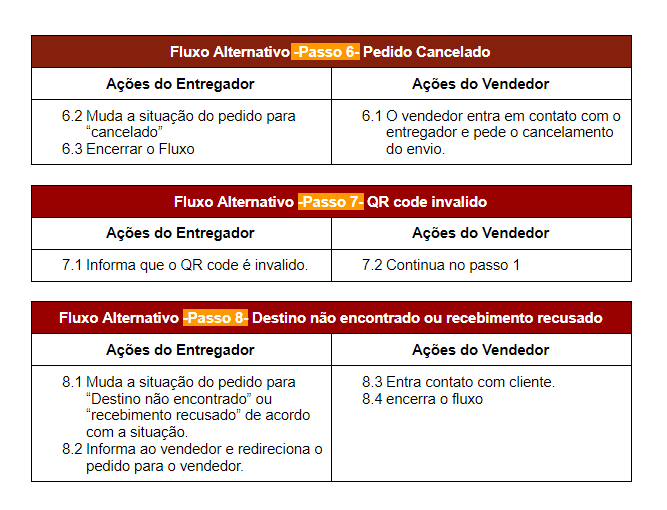 Fluxo Alternativo -Passo 6- Pedido Cancelado
Ações do Entregador
Ações do Vendedor
6.2 Muda a situação do pedido para
“cancelado”
6.3 Encerrar o Fluxo
6.1 O vendedor entra em contato com o
entregador e pede o cancelamento
do envio.
Fluxo Alternativo -Passo 7- QR code invalido
Ações do Entregador
Ações do Vendedor
7.1 Informa que o QR code é invalido.
7.2 Continua no passo 1
Fluxo Alternativo -Passo 8- Destino não encontrado ou recebimento recusado
Ações do Entregador
Ações do Vendedor
8.1 Muda a situação do pedido para
“Destino não encontrado” ou
“recebimento recusado” de acordo
com a situação.
8.2 Informa ao vendedor e redireciona o
pedido para o vendedor.
8.3 Entra contato com cliente.
8.4 encerra o fluxo